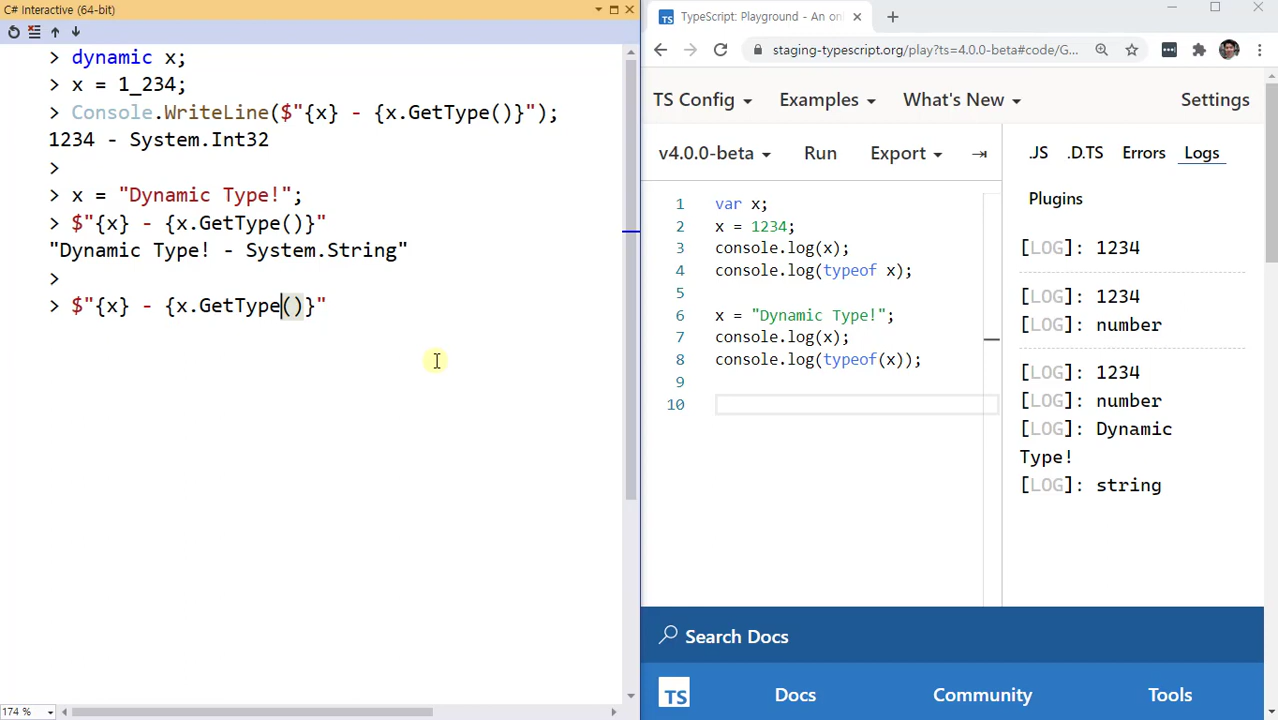 C# Interactive (64-bit)
> dynamic x;
> x = 1_234;
> Console.WriteLine($"{x} - {x.GetType()}");
1234 - System.Int32
>
> x = "Dynamic Type!";
> $"{x} - {x.GetType()}"
"Dynamic Type! - System.String"
>
> $"{x} - {x.GetType()}"
174 %
TS TypeScript: Playground - An on
staging-typescript.org/play?ts=4.0.0-beta#code/G...
TS Config Examples What's New Settings
v4.0.0-beta Run Export
1 var x;
2 x = 1234;
3 console.log(x);
4 console.log(typeof x);
5
6 x = "Dynamic Type!";
7 console.log(x);
8 console.log(typeof(x));
9
10
.JS .D.TS Errors Logs
Plugins
[LOG]: 1234
[LOG]: 1234
[LOG]: number
[LOG]: 1234
[LOG]: number
[LOG]: Dynamic
Type!
[LOG]: string
Search Docs
TS Docs Community Tools